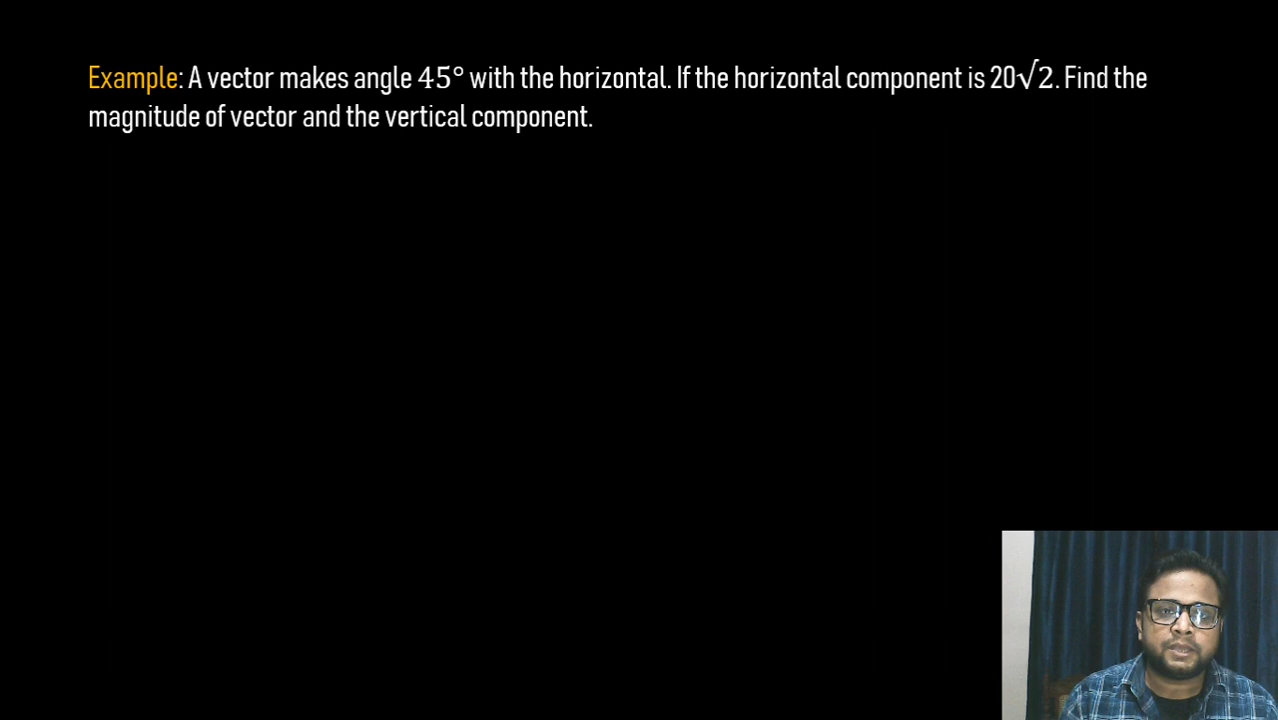 Example: A vector makes angle 45° with the horizontal. If the horizontal component is 20√2. Find the
magnitude of vector and the vertical component.